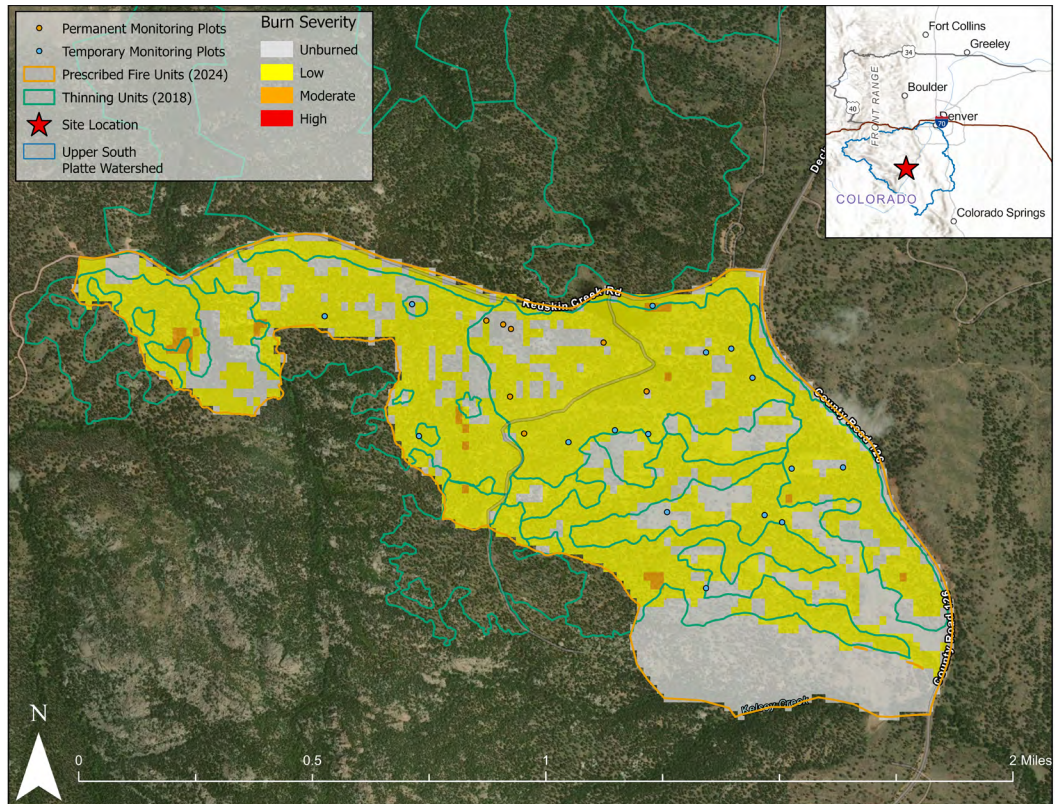 Permanent Monitoring Plots
Temporary Monitoring Plots
Prescribed Fire Units (2024)
Thinning Units (2018)
Site Location
Upper South
Platte Watershed
Burn Severity
Unburned
Low
Moderate
High
Fort Collins
34
Greeley
FRONT RANGE
Boulder
40
Denver
70
COLORADO
Colorado Springs
Deck
Redskin Creek Rd
County Road 126
County Road 126
Kelsey Creek
N
0
0.5
1
2 Miles